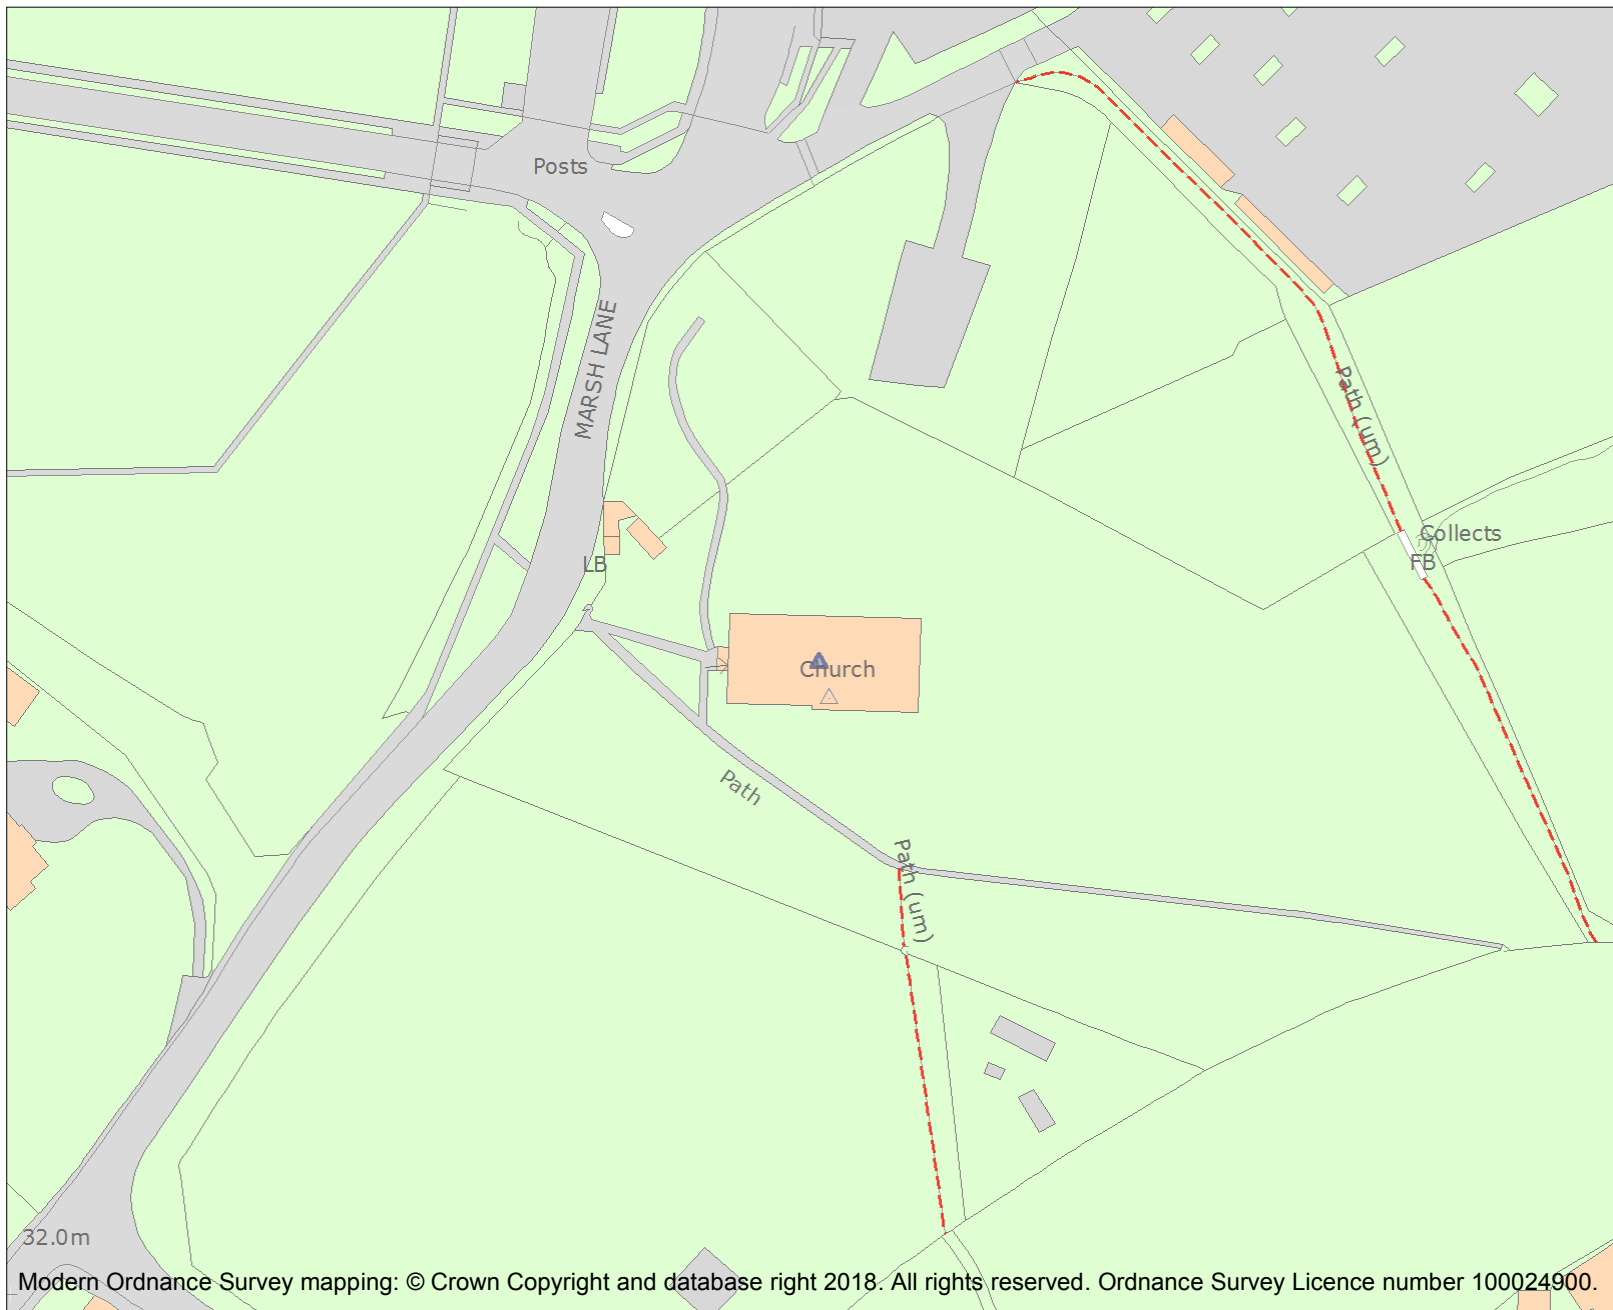 Posts
MARSH LANE
Path (um)
Collects
FB
LB
Church
Path
Path (um)
32.0m
Modern Ordnance Survey mapping: © Crown Copyright and database right 2018. All rights reserved. Ordnance Survey Licence number 100024900.